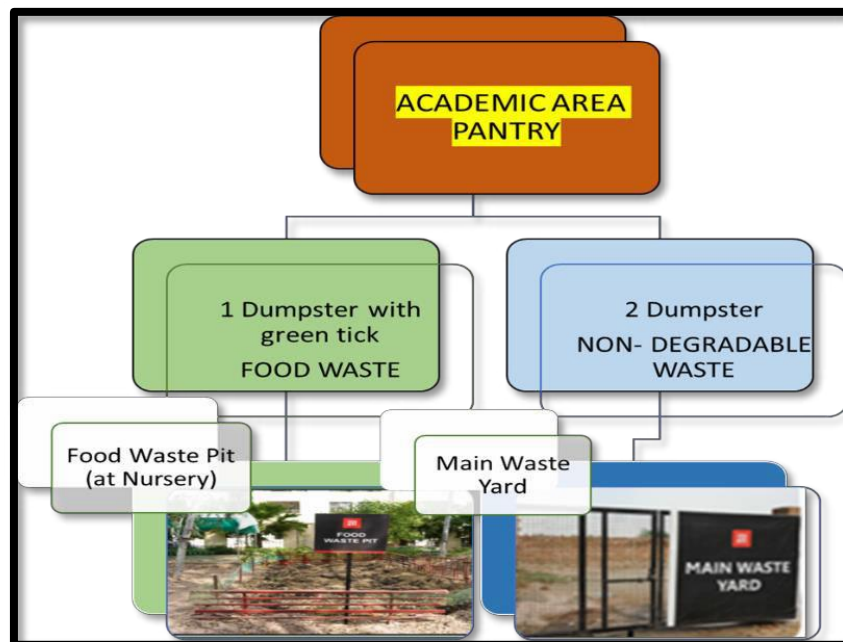 ACADEMIC AREA
PANTRY
1 Dumpster with
green tick
FOOD WASTE
2 Dumpster
NON- DEGRADABLE
WASTE
Food Waste Pit
(at Nursery)
Main Waste
Yard
FOOD
WASTE PIT
MAIN WASTE
YARD